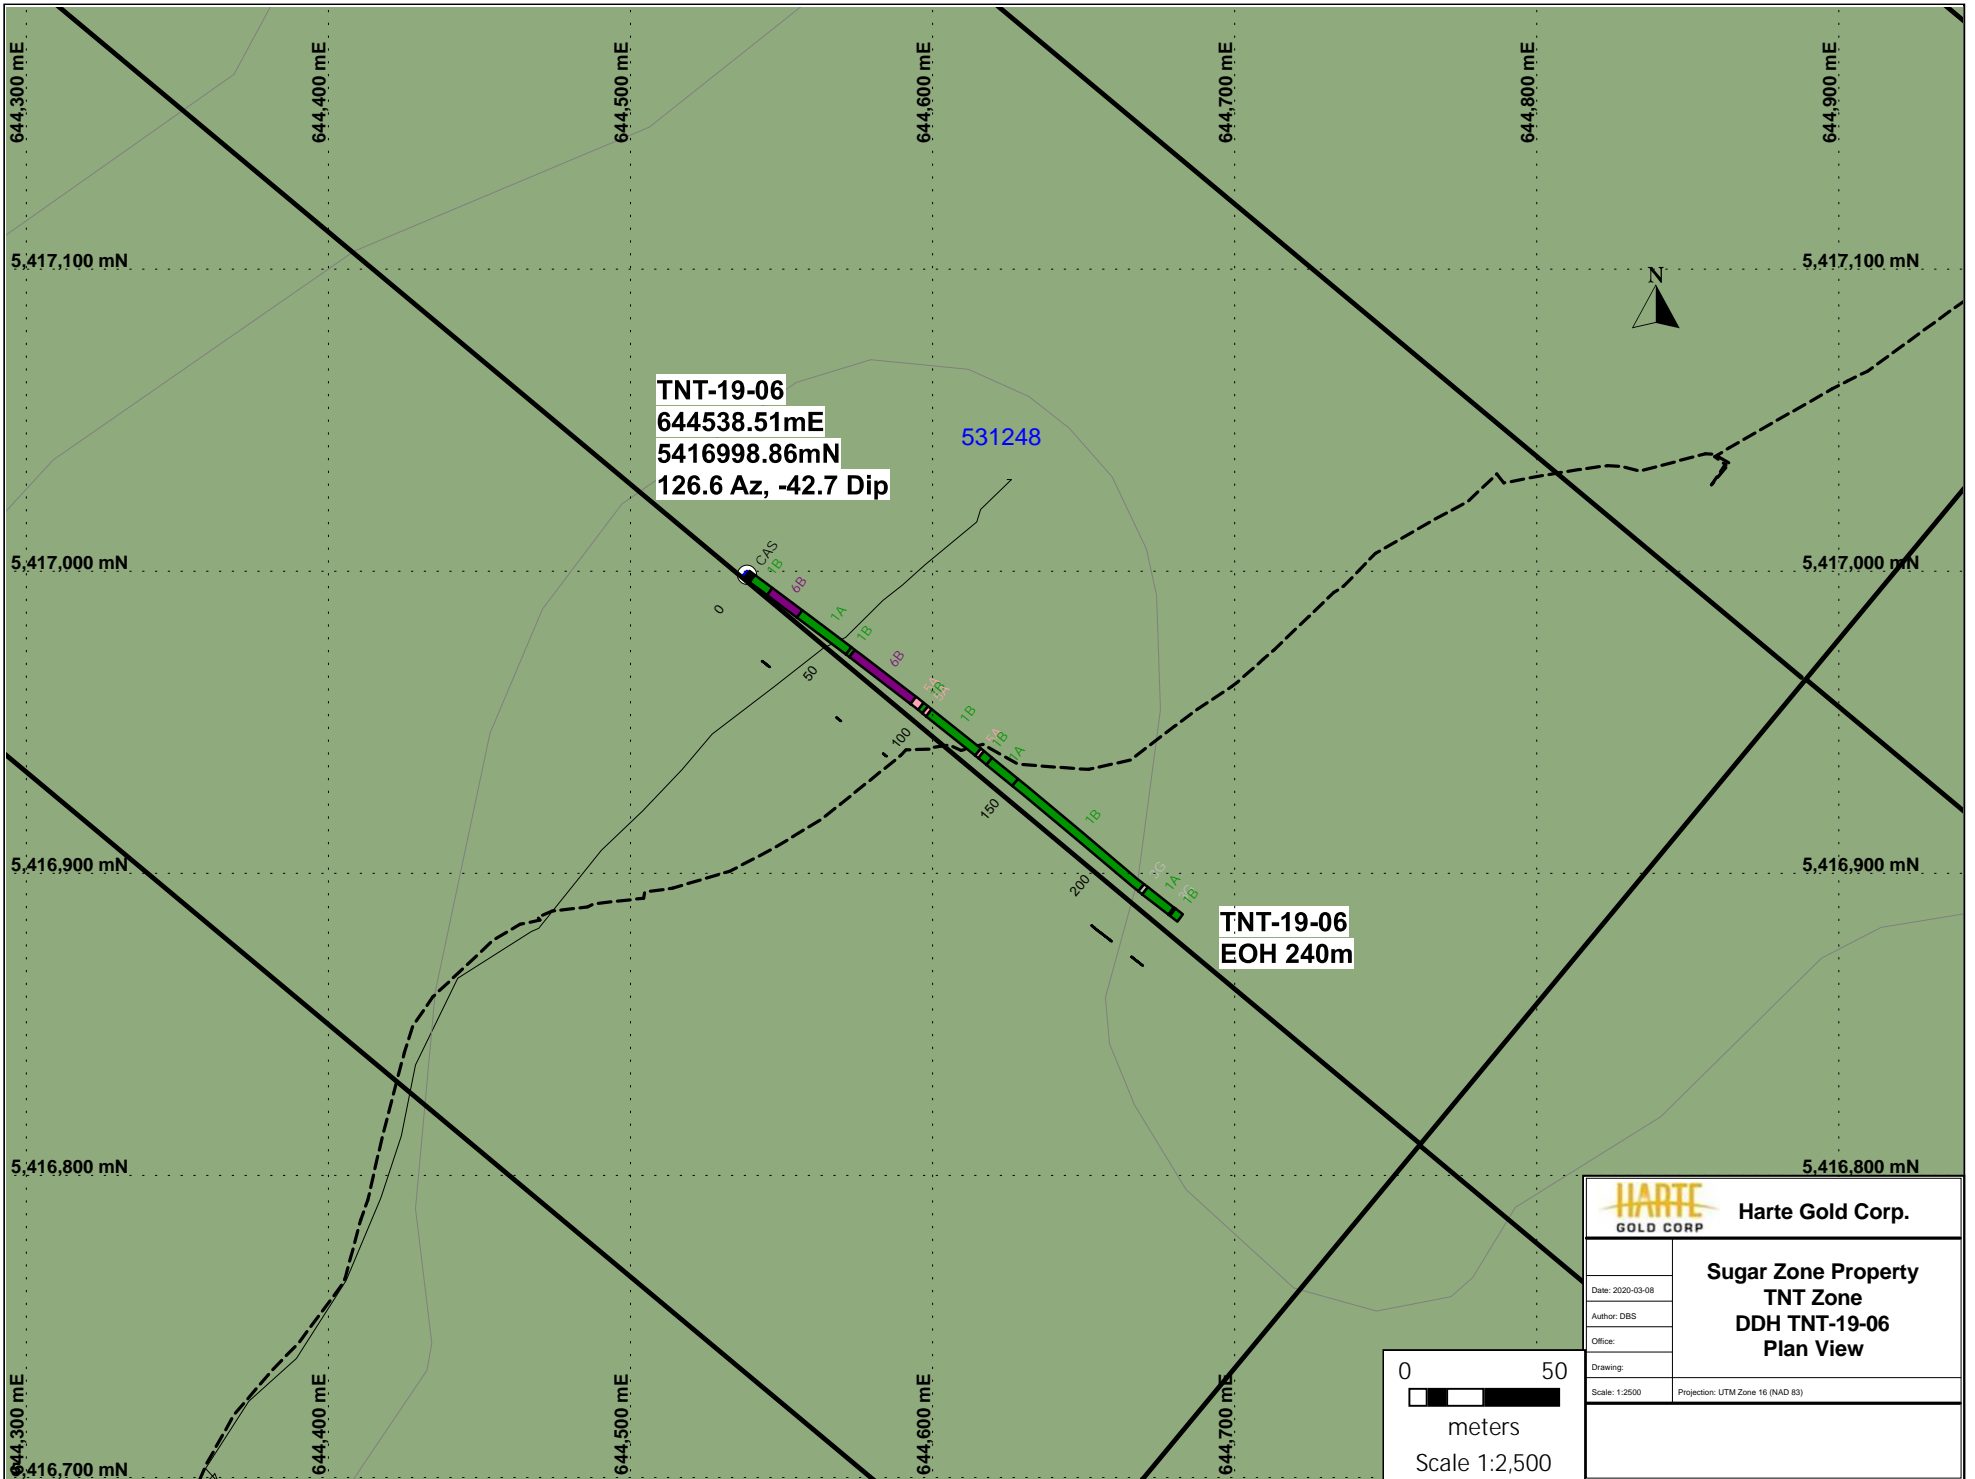 644,300 mE
644,400 mE
644,500 mE
644,600 mE
644,700 mE
644,800 mE
644,900 mE
5,417,100 mN
5,417,100 mN
N
TNT-19-06
644538.51mE
5416998.86mN
126.6 Az, -42.7 Dip
531248
5,417,000 mN
5,417,000 mN
CAS
1B
6B
1A
1B
6B
5A
1B
5A
1B
5A
1B
1A
1B
1A
1B
0
50
100
150
200
5,416,900 mN
5,416,900 mN
TNT-19-06
EOH 240m
5,416,800 mN
5,416,800 mN
5,416,700 mN
644,300 mE
644,400 mE
644,500 mE
644,600 mE
644,700 mE
0 50
meters
Scale 1:2,500
HARTE
GOLD CORP
Harte Gold Corp.
Sugar Zone Property
TNT Zone
DDH TNT-19-06
Plan View
Date: 2020-03-08
Author: DBS
Office:
Drawing:
Scale: 1:2500
Projection: UTM Zone 16 (NAD 83)